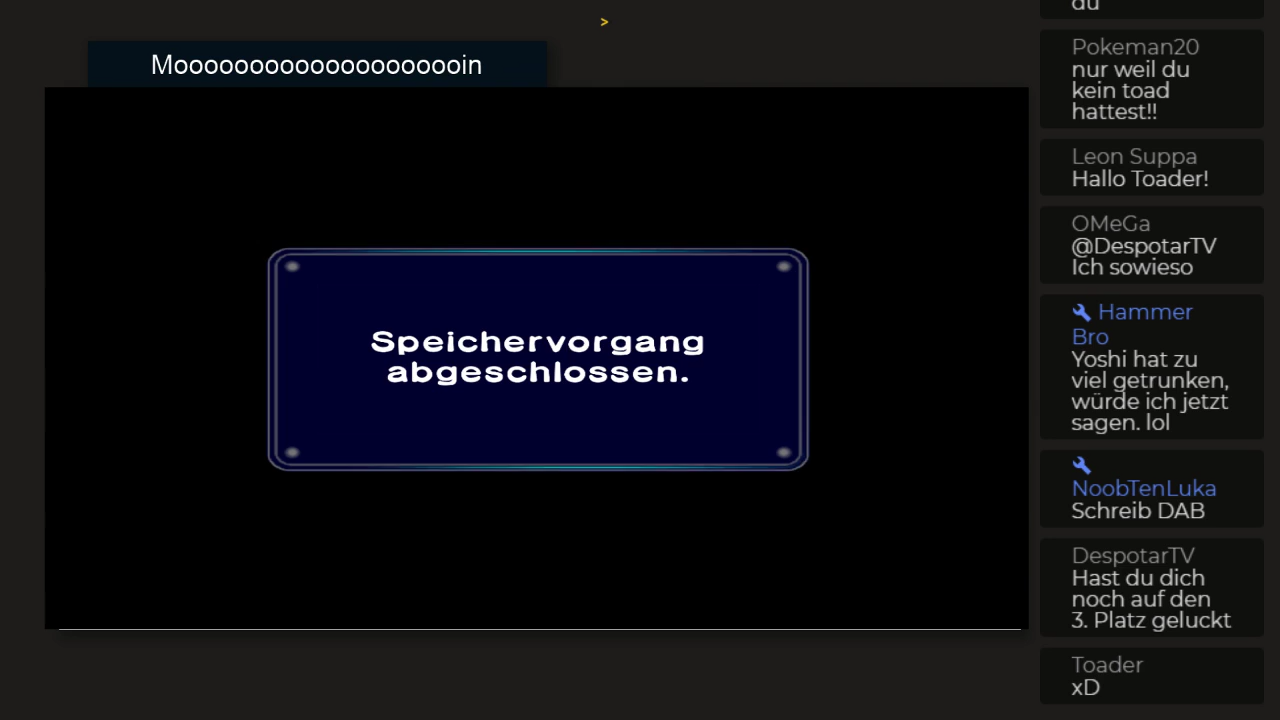 >
Moooooooooooooooooooin
Speichervorgang
abgeschlossen.
du
Pokeman20
nur weil du
kein toad
hattest!!
Leon Suppa
Hallo Toader!
OMeGa
@DespotarTV
Ich sowieso
Hammer
Bro
Yoshi hat zu
viel getrunken,
würde ich jetzt
sagen. lol
NoobTenLuka
Schreib DAB
DespotarTV
Hast du dich
noch auf den
3. Platz geluckt
Toader
xD